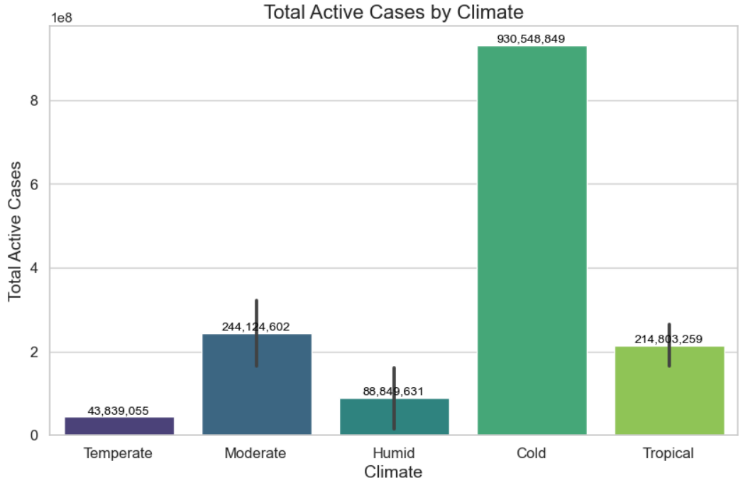 Total Active Cases by Climate
1e8
930,548,849
8
6
4
244,124,602
214,803,259
2
88,849,631
43,839,055
0
Temperate Moderate Humid Cold Tropical
Climate
Total Active Cases